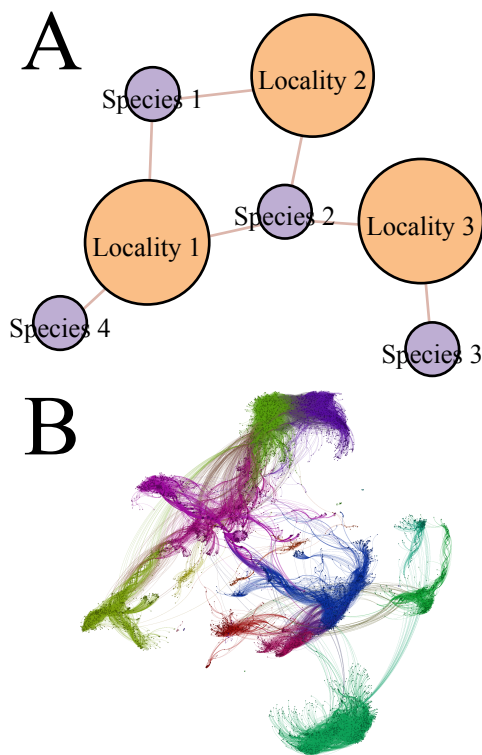 A
Species 1
Locality 2
Species 2
Locality 3
Locality 1
Species 4
Species 3
B